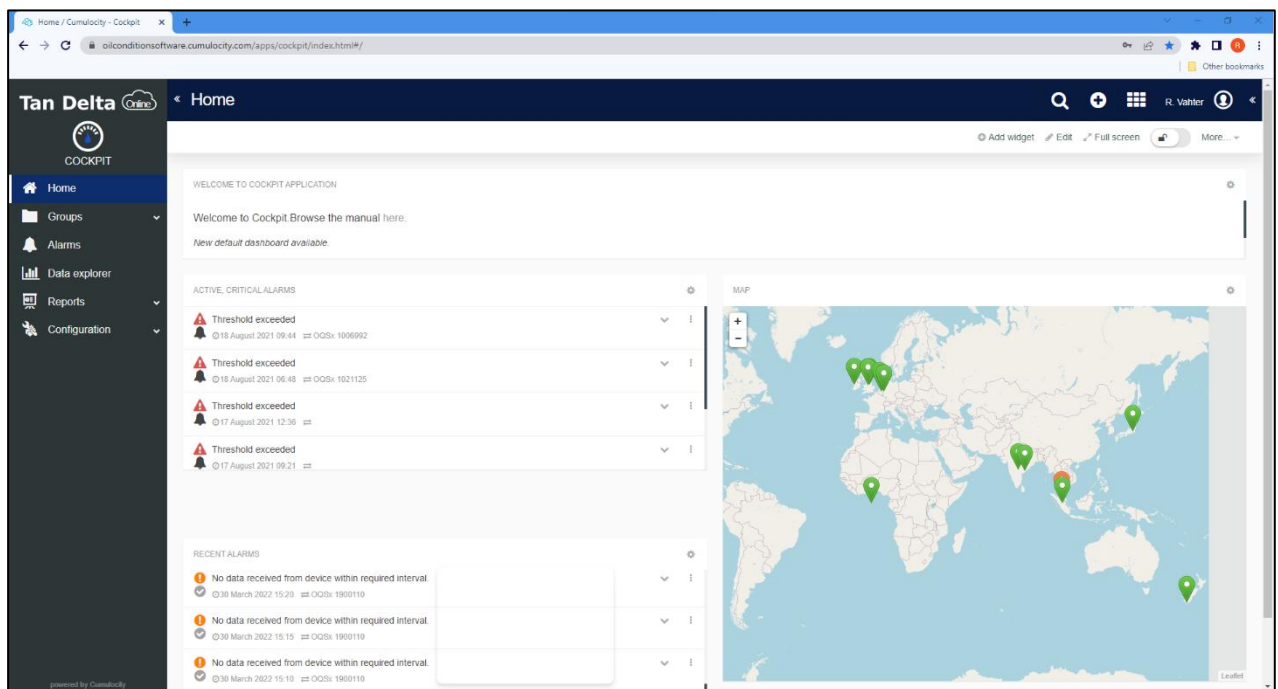 Home / Cumulocity - Cockpit
oilconditionsoftware.cumulocity.com/apps/cockpit/index.html#/
R
Other bookmarks
Tan Delta Online
COCKPIT
Home
Groups
Alarms
Data explorer
Reports
Configuration
powered by Cumulocity
Home
R. Vahter
Add widget Edit Full screen More...
WELCOME TO COCKPIT APPLICATION
Welcome to Cockpit.Browse the manual here.
New default dashboard available.
ACTIVE, CRITICAL ALARMS
Threshold exceeded
18 August 2021 09:44 OQSx 1006992
Threshold exceeded
18 August 2021 06:48 OQSx 1021125
Threshold exceeded
17 August 2021 12:36
Threshold exceeded
17 August 2021 09:21
RECENT ALARMS
No data received from device within required interval.
30 March 2022 15:20 OQSx 1900110
No data received from device within required interval.
30 March 2022 15:15 OQSx 1900110
No data received from device within required interval.
30 March 2022 15:10 OQSx 1900110
MAP
+
-
Leaflet